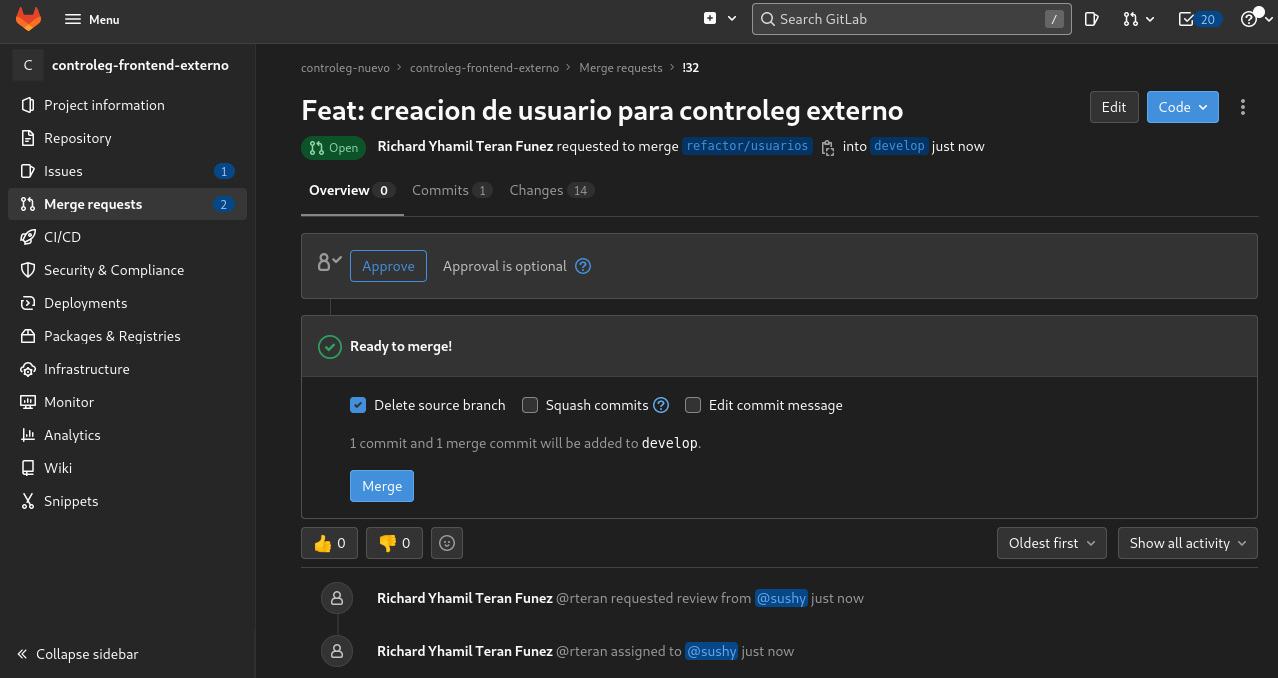 Menu
Search GitLab
/
20
C
controleg-frontend-externo
Project information
Repository
Issues 1
Merge requests 2
CI/CD
Security & Compliance
Deployments
Packages & Registries
Infrastructure
Monitor
Analytics
Wiki
Snippets
Collapse sidebar
controleg-nuevo > controleg-frontend-externo > Merge requests > !32
Feat: creacion de usuario para controleg externo
Edit
Code
Open Richard Yhamil Teran Funez requested to merge refactor/usuarios into develop just now
Overview 0 Commits 1 Changes 14
Approve Approval is optional ?
Ready to merge!
Delete source branch Squash commits ? Edit commit message
1 commit and 1 merge commit will be added to develop.
Merge
0 0 Oldest first Show all activity
Richard Yhamil Teran Funez @rteran requested review from @sushy just now
Richard Yhamil Teran Funez @rteran assigned to @sushy just now